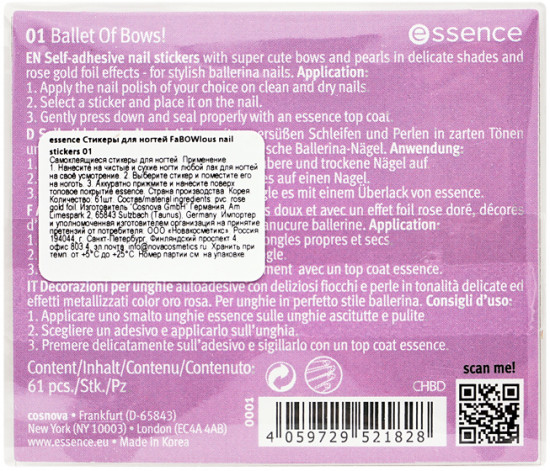 01 Ballet Of Bows!
essence
EN Self-adhesive nail stickers with super cute bows and pearls in delicate shades and
rose gold foil effects - for stylish ballerina nails. Application:
1. Apply the nail polish of your choice on clean and dry nails.
2. Select a sticker and place it on the nail.
3. Gently press down and seal properly with an essence top coat.
ersüßen Schleifen und Perlen in zarten Tönen
ische Ballerina-Nägel. Anwendung:
bere und trockene Nägel auf.
es auf einen Nagel.
es mit einem Überlack von essence.
essence Стикеры для ногтей FaBOWlous nail
stickers 01
Самоклеящиеся стикеры для ногтей. Применение:
1. Нанесите на чистые и сухие ногти любой лак для ногтей
на своё усмотрение. 2. Выберите стикер и поместите его
на ноготь. 3. Аккуратно прижмите и нанесите поверх
топовое покрытие essence. Страна производства: Корея.
Количество: 61шт. Состав/material ingredients: pvc, rose
gold foil. Изготовитель: Cosnova GmbH, Германия, Am
Limespark 2, 65843 Sulzbach (Taunus), Germany. Импортер
и уполномоченная изготовителем организация на принятие
претензий от потребителя: ООО «Новакосметикс», Россия,
194044, г. Санкт-Петербург, Финляндский проспект 4,
офис 803 эл. почта: info@novacosmetics.ru. Хранить при
темп. от +5°C до +25°C. Номер партии см. на упаковке
doux et avec un effet foil rose doré, décorez
anucure ballerine. Application:
ongles propres et secs.
ongle.
ment avec un top coat essence.
IT Decorazioni per unghie autoadesive con deliziosi fiocchi e perle in tonalità delicate ed
effetti metallizzati color oro rosa. Per unghie in perfetto stile ballerina. Consigli d'uso:
1. Applicare uno smalto unghie essence sulle unghie asciutte e pulite.
2. Scegliere un adesivo e applicarlo sull'unghia.
3. Premere delicatamente sull'adesivo e sigillarlo con un top coat essence.
Content/Inhalt/Contenu/Contenuto:
61 pcs./Stk./Pz
cosnova • Frankfurt (D-65843)
New York (NY 10003) • London (EC4A 4AB)
www.essence.eu • Made in Korea
0001
4 059729 521828
CHBD
scan me!